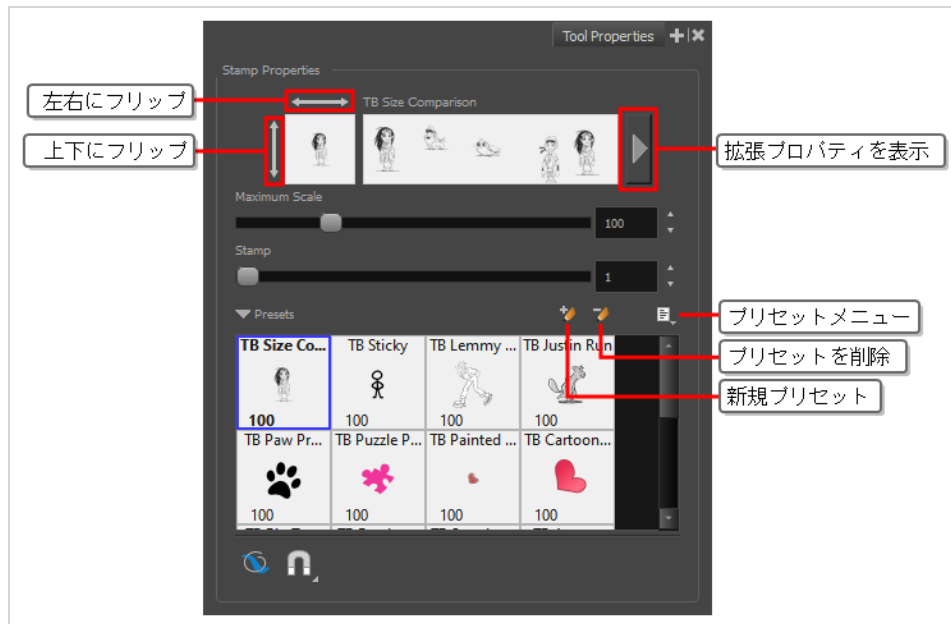 Tool Properties
Stamp Properties
左右にフリップ
TB Size Comparison
上下にフリップ
拡張プロパティを表示
Maximum Scale
100
Stamp
1
Presets
プリセットメニュー
プリセットを削除
新規プリセット
TB Size Co... TB Sticky TB Lemmy ... TB Justin Run
100 100 100 100
TB Paw Pr... TB Puzzle P... TB Painted ... TB Cartoon...
100 100 100 100